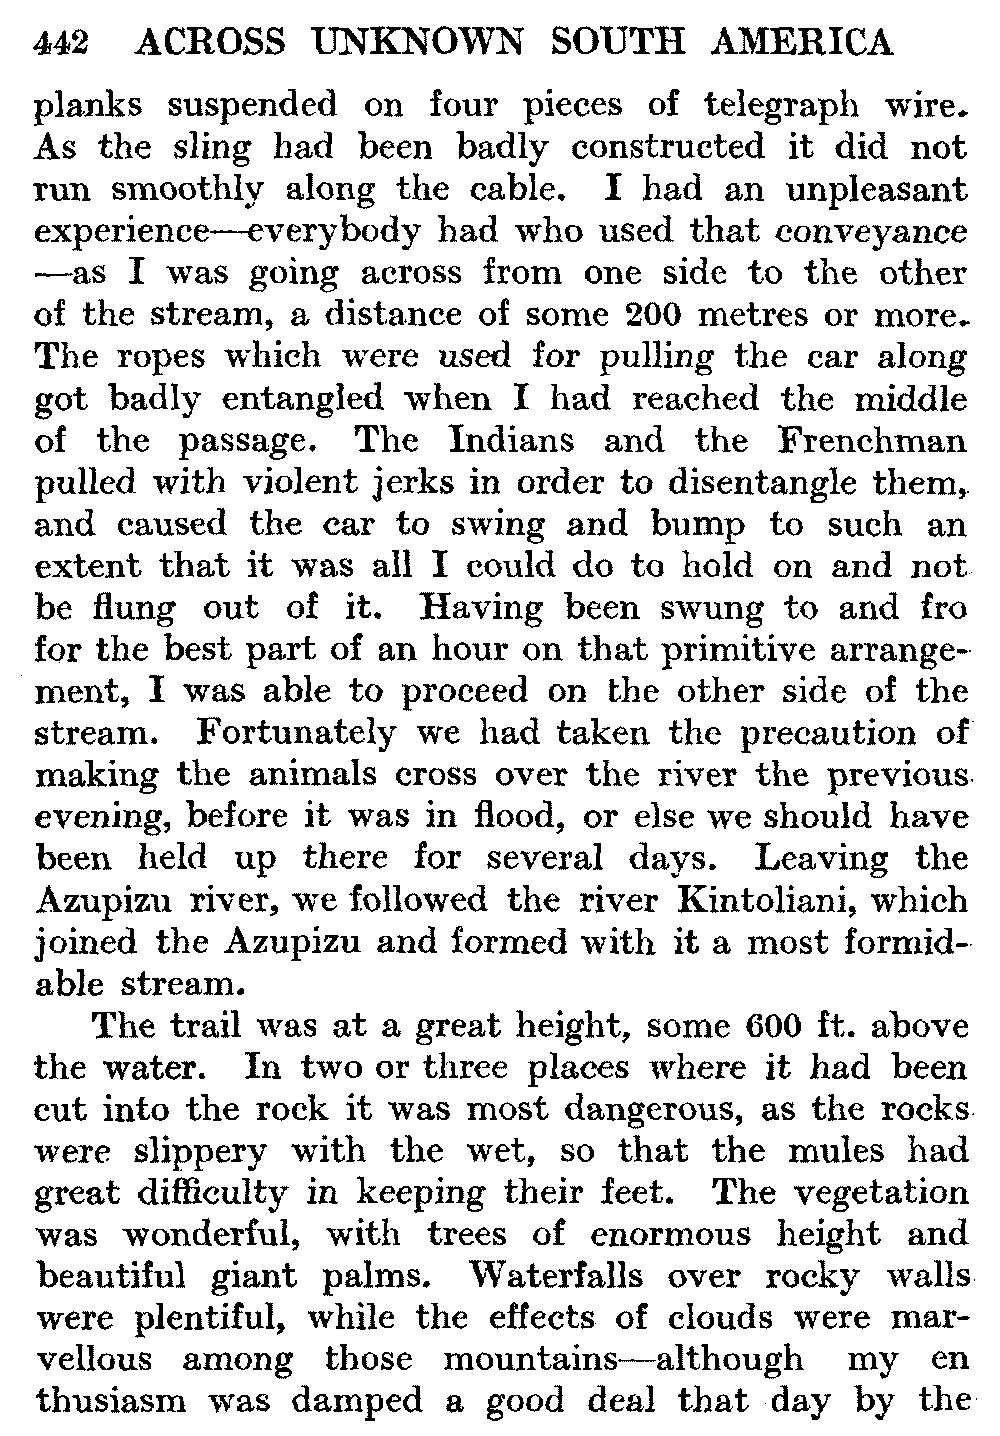 442 ACROSS UNKNOWN SOUTH AMERICA
planks suspended on four pieces of telegraph wire.
As the sling had been badly constructed it did not
run smoothly along the cable. I had an unpleasant
experience—everybody had who used that conveyance
—as I was going across from one side to the other
of the stream, a distance of some 200 metres or more.
The ropes which were used for pulling the car along
got badly entangled when I had reached the middle
of the passage. The Indians and the Frenchman
pulled with violent jerks in order to disentangle them,
and caused the car to swing and bump to such an
extent that it was all I could do to hold on and not
be flung out of it. Having been swung to and fro
for the best part of an hour on that primitive arrange-
ment, I was able to proceed on the other side of the
stream. Fortunately we had taken the precaution of
making the animals cross over the river the previous
evening, before it was in flood, or else we should have
been held up there for several days. Leaving the
Azupizu river, we followed the river Kintoliani, which
joined the Azupizu and formed with it a most formid-
able stream.
The trail was at a great height, some 600 ft. above
the water. In two or three places where it had been
cut into the rock it was most dangerous, as the rocks
were slippery with the wet, so that the mules had
great difficulty in keeping their feet. The vegetation
was wonderful, with trees of enormous height and
beautiful giant palms. Waterfalls over rocky walls
were plentiful, while the effects of clouds were mar-
vellous among those mountains—although my en
thusiasm was damped a good deal that day by the